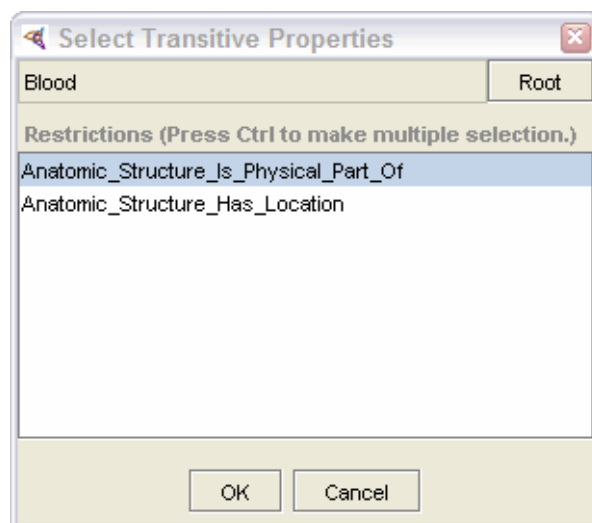 Select Transitive Properties
Blood Root
Restrictions (Press Ctrl to make multiple selection.)
Anatomic_Structure_Is_Physical_Part_Of
Anatomic_Structure_Has_Location
OK Cancel